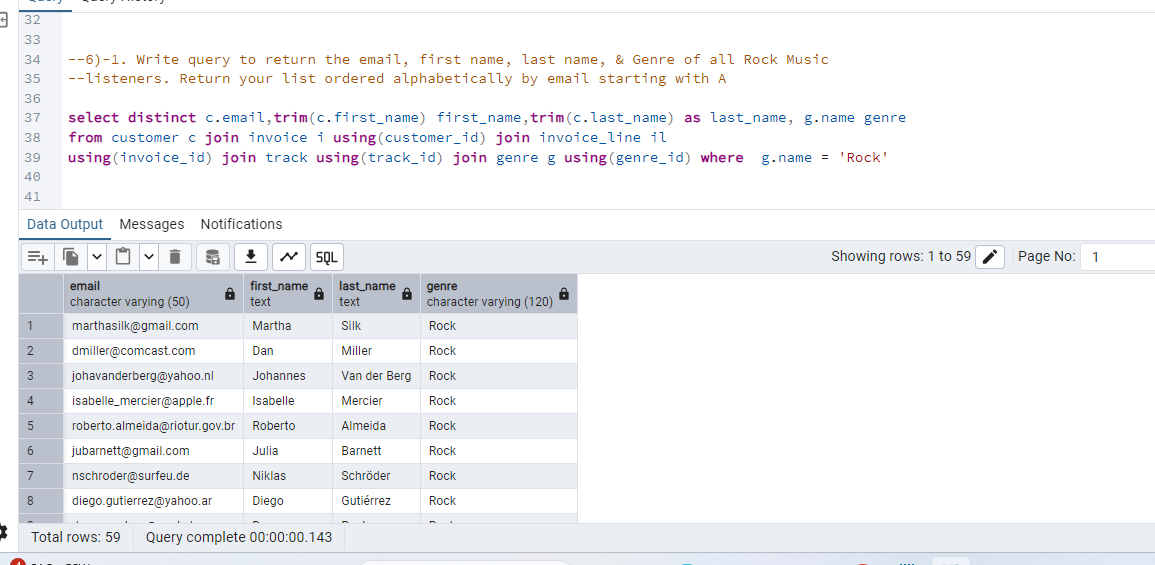 Query Query History
32
33
34 --6)-1. Write query to return the email, first name, last name, & Genre of all Rock Music
35 --listeners. Return your list ordered alphabetically by email starting with A
36
37 select distinct c.email,trim(c.first_name) first_name,trim(c.last_name) as last_name, g.name genre
38 from customer c join invoice i using(customer_id) join invoice_line il
39 using(invoice_id) join track using(track_id) join genre g using(genre_id) where  g.name = 'Rock'
40
41
Data Output Messages Notifications
SQL Showing rows: 1 to 59 Page No: 1
email first_name last_name genre
character varying (50) text text character varying (120)
1 marthasilk@gmail.com Martha Silk Rock
2 dmiller@comcast.com Dan Miller Rock
3 johavanderberg@yahoo.nl Johannes Van der Berg Rock
4 isabelle_mercier@apple.fr Isabelle Mercier Rock
5 roberto.almeida@riotur.gov.br Roberto Almeida Rock
6 jubarnett@gmail.com Julia Barnett Rock
7 nschroder@surfeu.de Niklas Schröder Rock
8 diego.gutierrez@yahoo.ar Diego Gutiérrez Rock
Total rows: 59 Query complete 00:00:00.143